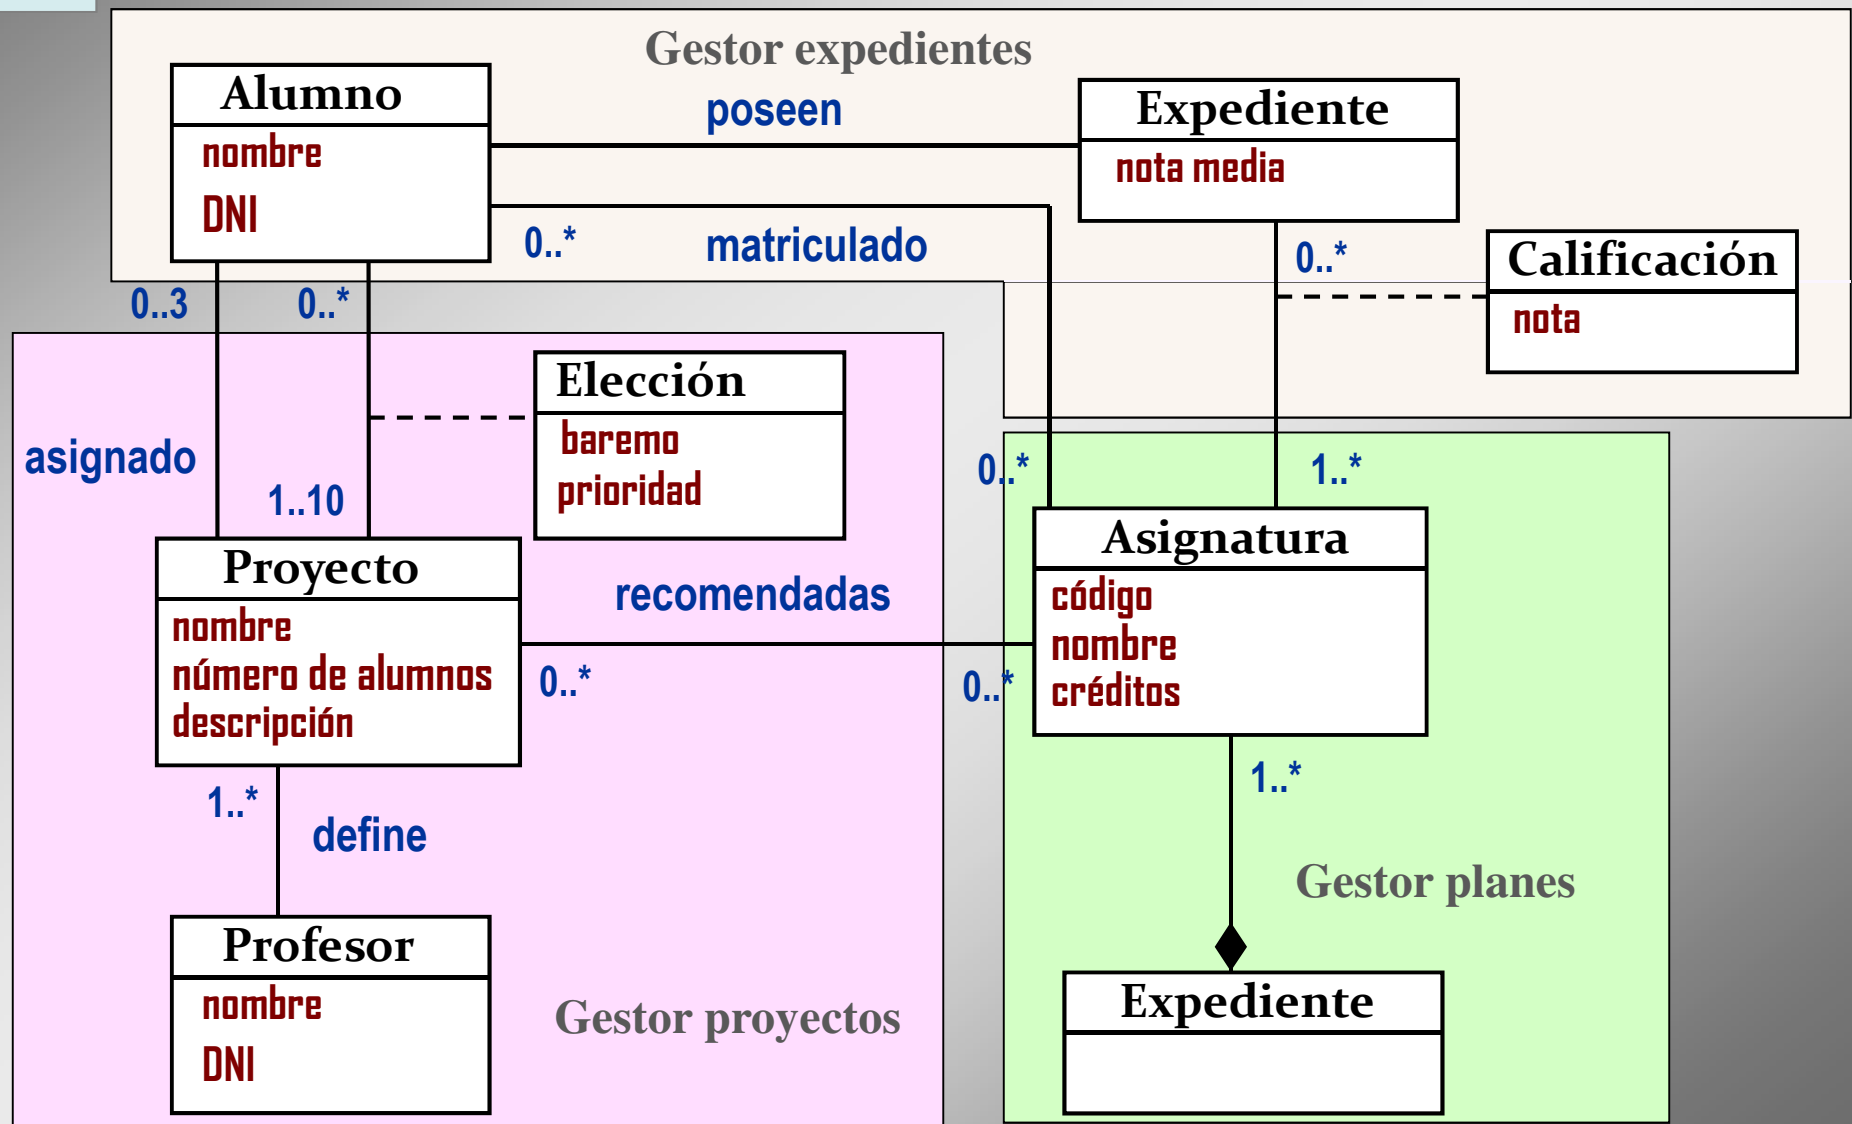 Gestor expedientes
Alumno
nombre
DNI
poseen
Expediente
nota media
0..*
matriculado
0..*
Calificación
nota
0..3
0..*
Elección
baremo
prioridad
asignado
1..10
0..*
1..*
Proyecto
nombre
número de alumnos
descripción
recomendadas
0..*
0..*
Asignatura
código
nombre
créditos
1..*
define
1..*
Gestor planes
Profesor
nombre
DNI
Gestor proyectos
Expediente